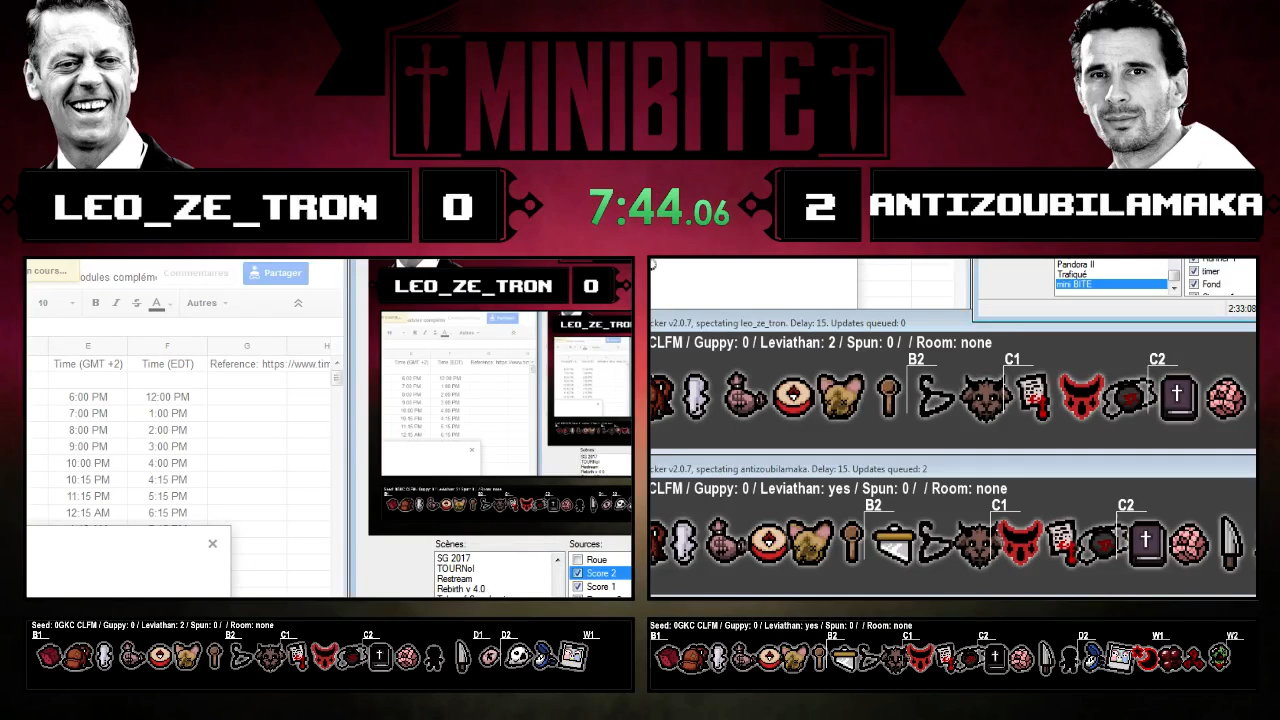 MINIBITE
LEO_ZE_TRON
0
7:44.06
2
ANTIZOUBILAMAKA
n cours...
odules complém
Commentaires
Partager
10
B
I
S
A
Autres
E
F
G
H
Time (GMT +2)
Time (EDT)
Reference: https://www.tim
6:00 PM
12:00 PM
7:00 PM
1:00 PM
8:00 PM
2:00 PM
9:00 PM
3:00 PM
10:00 PM
4:00 PM
10:15 PM
4:15 PM
11:15 PM
5:15 PM
12:15 AM
6:15 PM
LEO_ZE_TRON
0
Scènes:
SG 2017
TOURNoI
Restream
Rebirth v 4.0
Sources:
Roue
Score 2
Score 1
Pandora II
Trafiqué
mini BITE
timer
Fond
2:33:08
cker v2.0.7, spectating leo_ze_tron. Delay: 15. Updates queued: 0
CLFM / Guppy: 0 / Leviathan: 2 / Spun: 0 / / Room: none
B2
C1
C2
cker v2.0.7, spectating antizoubilamaka. Delay: 15. Updates queued: 2
CLFM / Guppy: 0 / Leviathan: yes / Spun: 0 / / Room: none
B2
C1
C2
Seed: 0GKC CLFM / Guppy: 0 / Leviathan: 2 / Spun: 0 / / Room: none
B1
B2
C1
C2
D1
D2
W1
Seed: 0GKC CLFM / Guppy: 0 / Leviathan: yes / Spun: 0 / / Room: none
B1
B2
C1
C2
D2
W1
W2